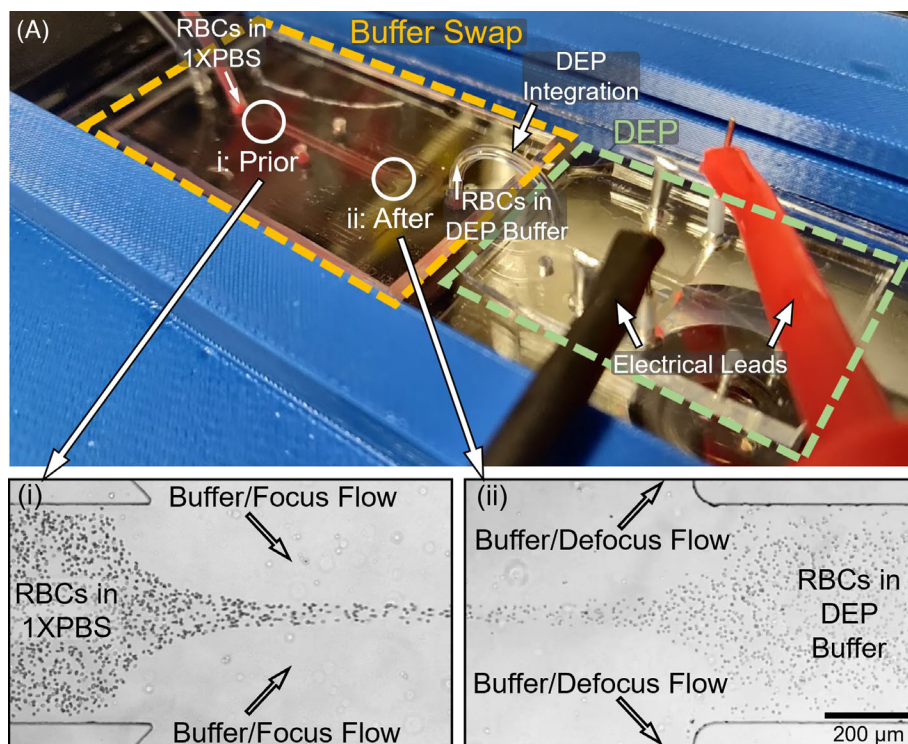 (A)
RBCs in
1XPBS
Buffer Swap
DEP
Integration
DEP
i: Prior
ii: After
RBCs in
DEP Buffer
Electrical Leads
(i)
Buffer/Focus Flow
RBCs in
1XPBS
Buffer/Focus Flow
(ii)
Buffer/Defocus Flow
RBCs in
DEP
Buffer
Buffer/Defocus Flow
200 µm